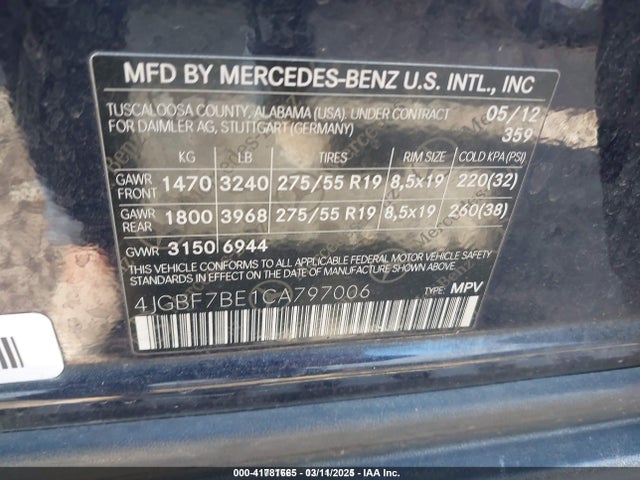 MFD BY MERCEDES-BENZ U.S. INTL., INC
TUSCALOOSA COUNTY, ALABAMA (USA). UNDER CONTRACT 05/12
FOR DAIMLER AG, STUTTGART (GERMANY) 359
KG LB TIRES RIM SIZE COLD KPA (PSI)
GAWR FRONT 1470 3240 275/55 R19 8,5x19 220(32)
GAWR REAR 1800 3968 275/55 R19 8,5x19 260(38)
GWR 3150 6944
THIS VEHICLE CONFORMS TO ALL APPLICABLE FEDERAL MOTOR VEHICLE SAFETY
STANDARDS IN EFFECT ON THE DATE OF MANUFACTURE SHOWN ABOVE.
4JGBF7BE1CA797006 TYPE: MPV
000-41781665 - 03/11/2025 - IAA Inc.